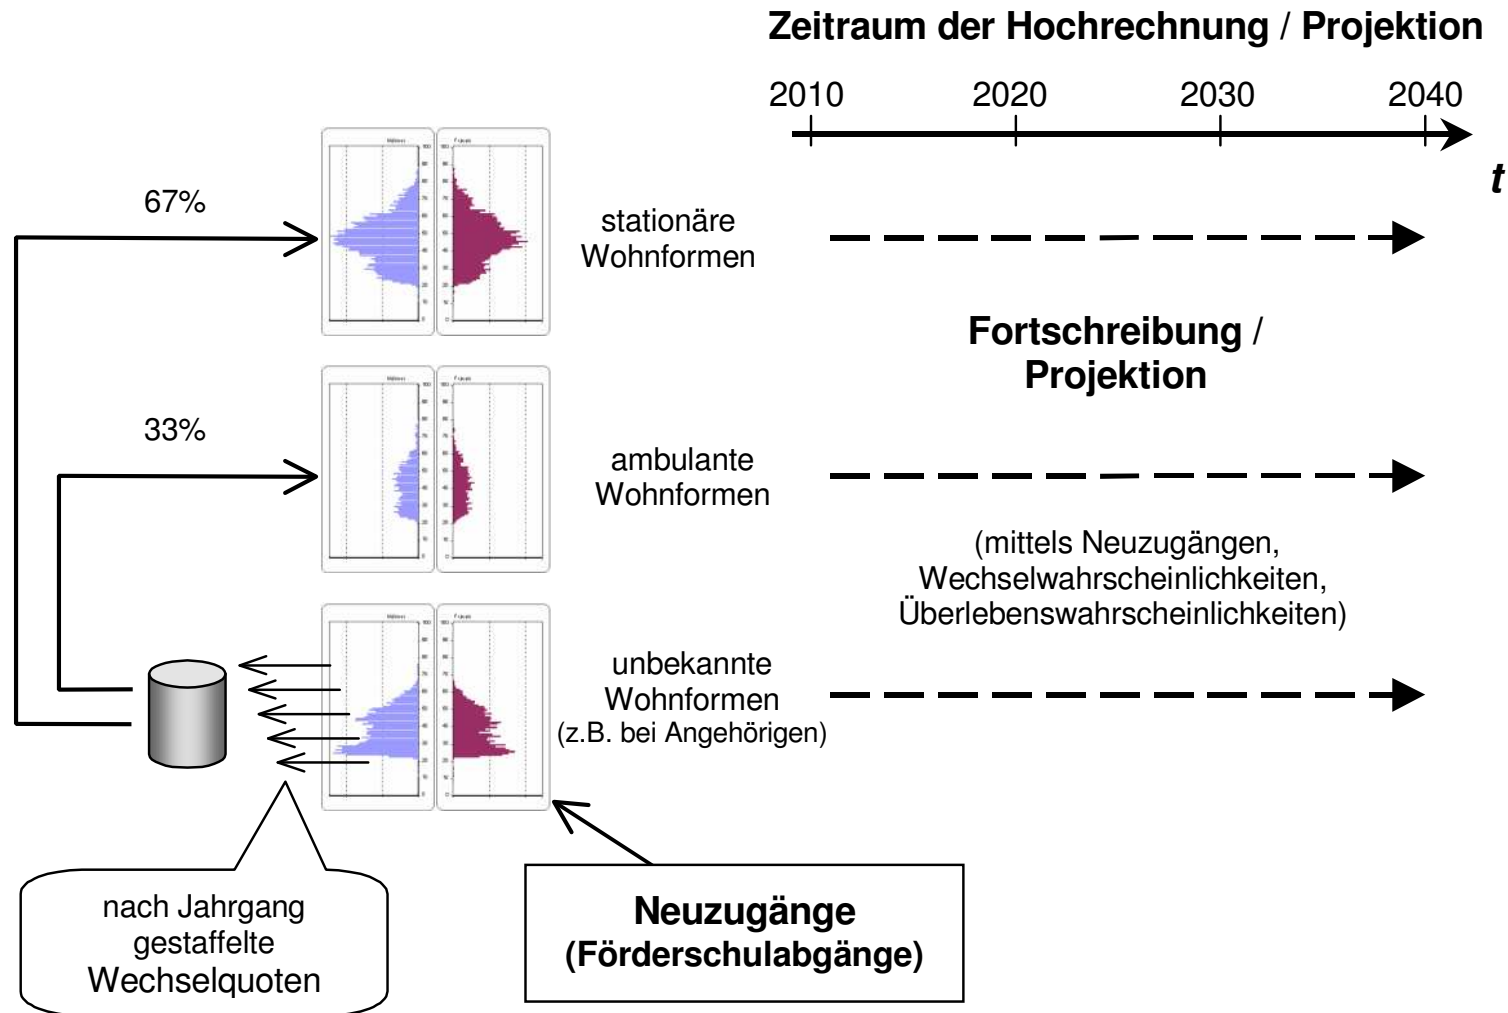 Zeitraum der Hochrechnung / Projektion
2010 2020 2030 2040
t
67%
stationäre
Wohnformen
Fortschreibung /
Projektion
33%
ambulante
Wohnformen
(mittels Neuzugängen,
Wechselwahrscheinlichkeiten,
Überlebenswahrscheinlichkeiten)
unbekannte
Wohnformen
(z.B. bei Angehörigen)
nach Jahrgang
gestaffelte
Wechselquoten
Neuzugänge
(Förderschulabgänge)